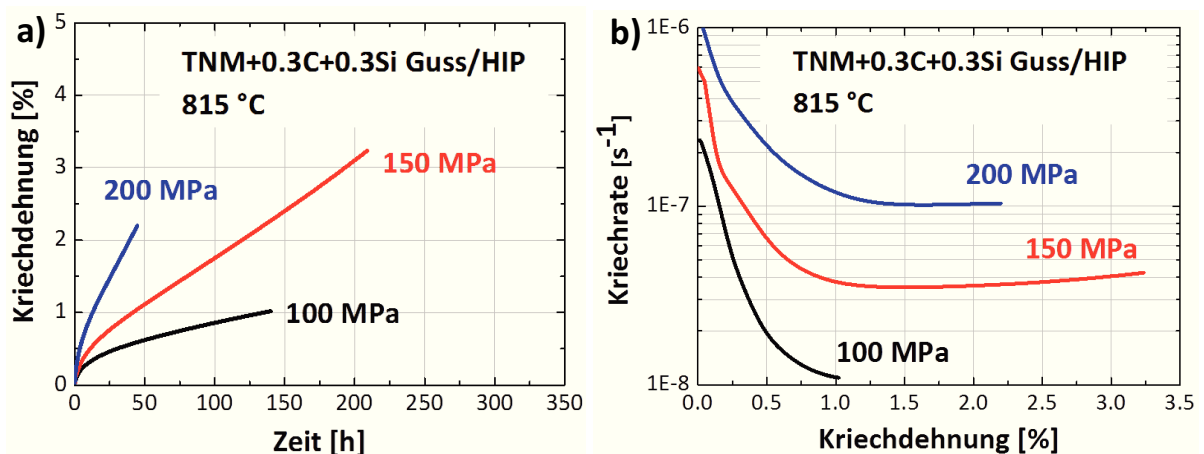 a)
TNM+0.3C+0.3Si Guss/HIP
815 °C
Kriechdehnung [%]
5
4
3
2
1
0
200 MPa
150 MPa
100 MPa
0 50 100 150 200 250 300 350
Zeit [h]
b)
TNM+0.3C+0.3Si Guss/HIP
815 °C
Kriechrate [s⁻¹]
1E-6
1E-7
1E-8
200 MPa
150 MPa
100 MPa
0.0 0.5 1.0 1.5 2.0 2.5 3.0 3.5
Kriechdehnung [%]